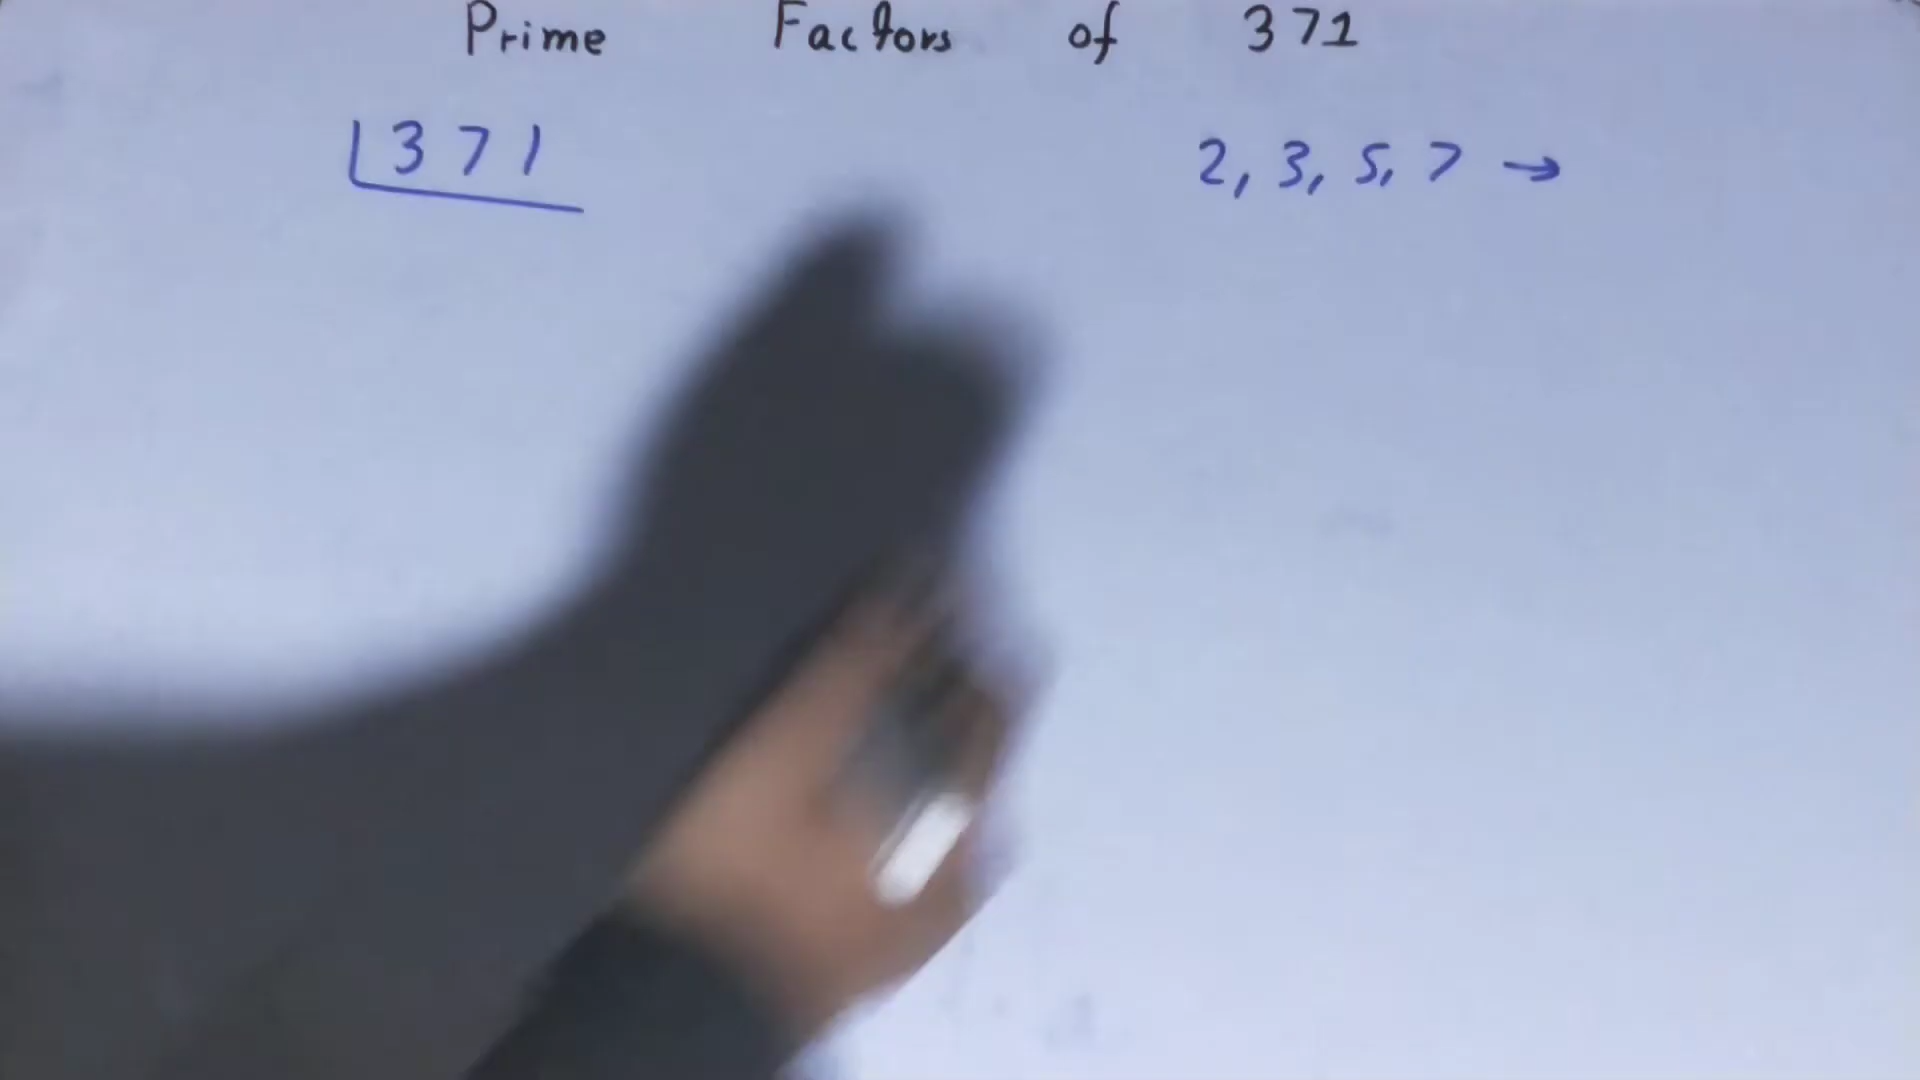 Prime Factors of 371
371
2, 3, 5, 7 →